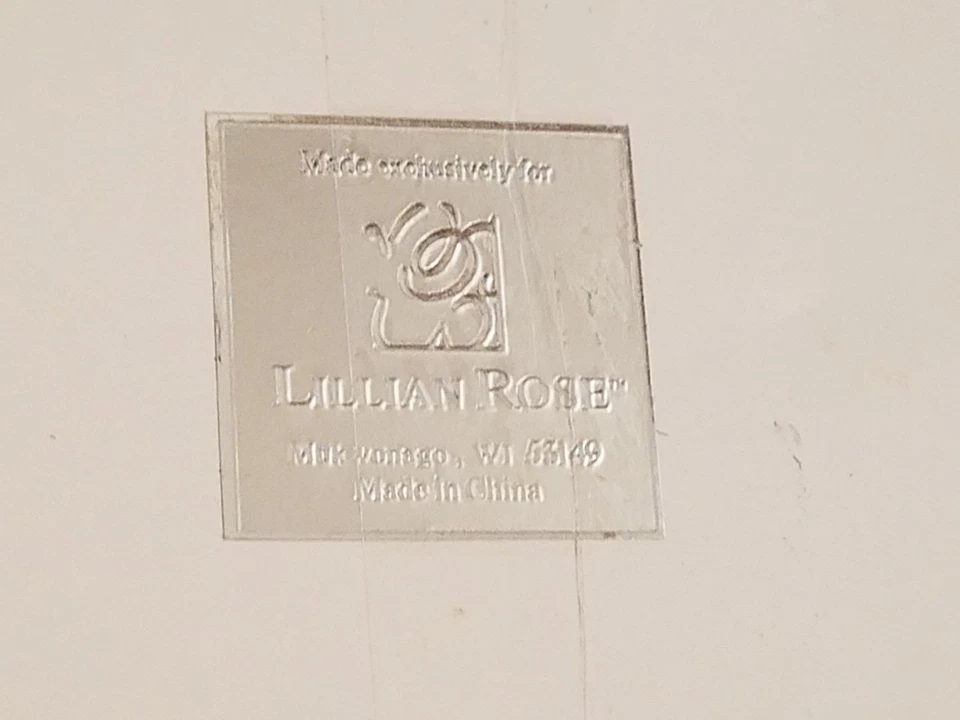 Made exclusively for
LILLIAN ROSE™
Mukwonago, WI 53149
Made in China